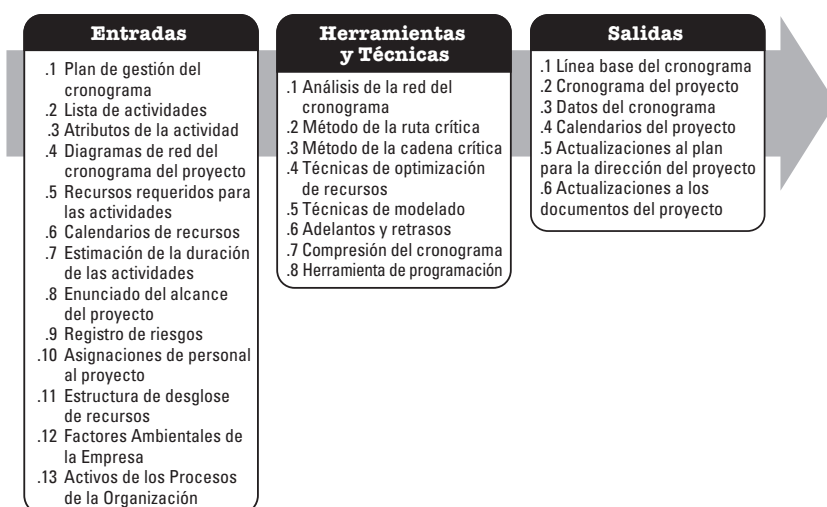 Entradas
.1 Plan de gestión del
cronograma
.2 Lista de actividades
.3 Atributos de la actividad
.4 Diagramas de red del
cronograma del proyecto
.5 Recursos requeridos para
las actividades
.6 Calendarios de recursos
.7 Estimación de la duración
de las actividades
.8 Enunciado del alcance
del proyecto
.9 Registro de riesgos
.10 Asignaciones de personal
al proyecto
.11 Estructura de desglose
de recursos
.12 Factores Ambientales de
la Empresa
.13 Activos de los Procesos
de la Organización
Herramientas
y Técnicas
.1 Análisis de la red del
cronograma
.2 Método de la ruta crítica
.3 Método de la cadena crítica
.4 Técnicas de optimización
de recursos
.5 Técnicas de modelado
.6 Adelantos y retrasos
.7 Compresión del cronograma
.8 Herramienta de programación
Salidas
.1 Línea base del cronograma
.2 Cronograma del proyecto
.3 Datos del cronograma
.4 Calendarios del proyecto
.5 Actualizaciones al plan
para la dirección del proyecto
.6 Actualizaciones a los
documentos del proyecto